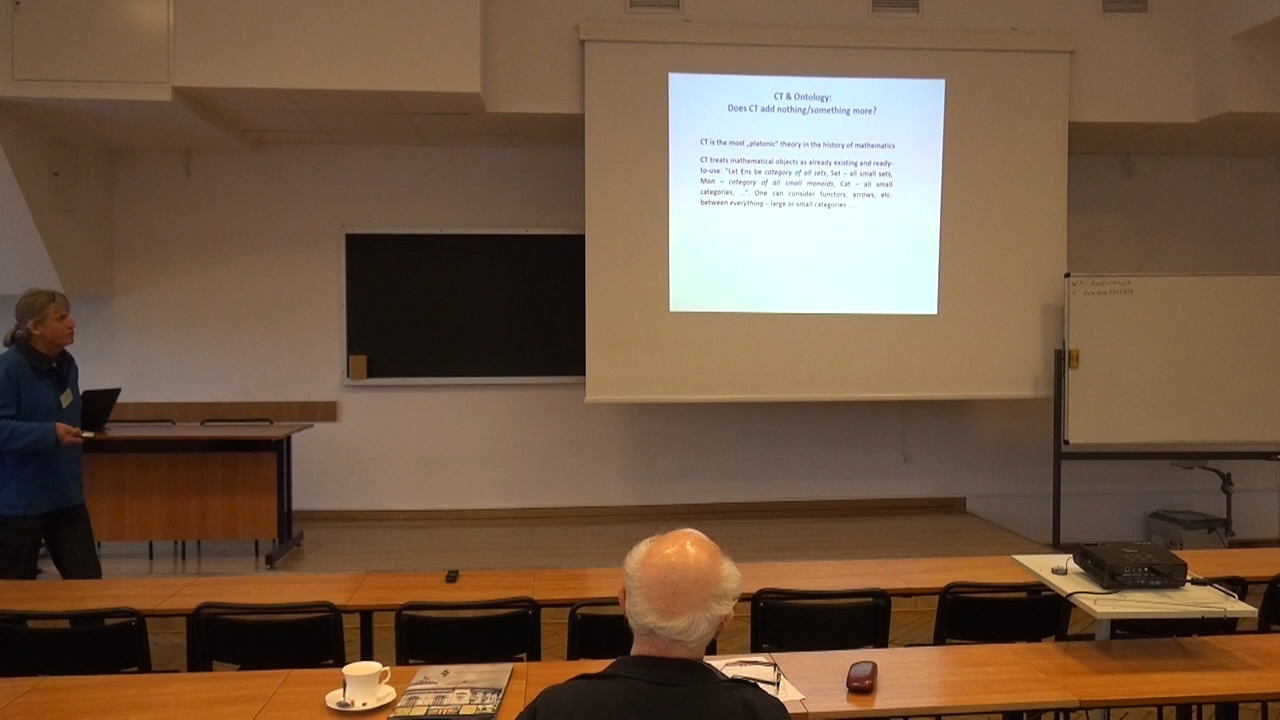 CT & Ontology:
Does CT add nothing/something more?
CT is the most „platonic" theory in the history of mathematics
CT treats mathematical objects as already existing and ready-
to-use: "Let Ens be category of all sets, Set – all small sets,
Mon – category of all small monoids, Cat – all small
categories, ...". One can consider functors, arrows, etc.
between everything – large or small categories ... .